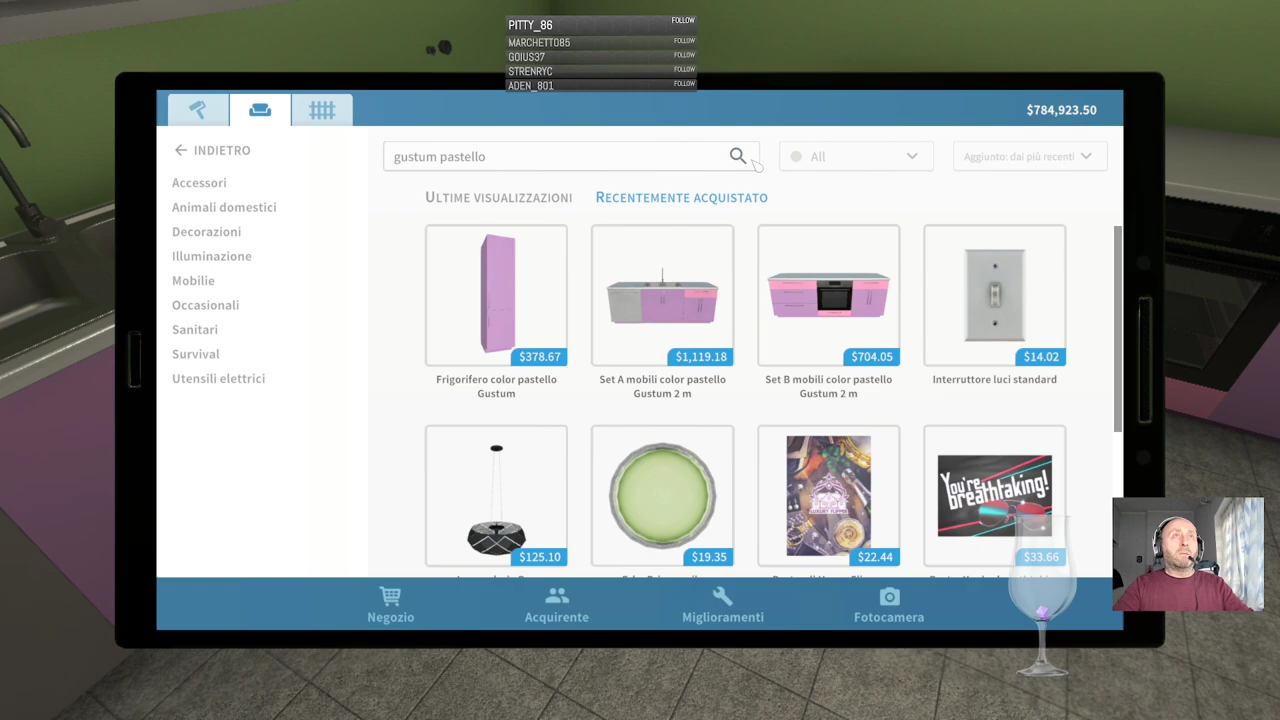 PITTY_86 FOLLOW
MARCHETTO85 FOLLOW
GOIUS37 FOLLOW
STRENRYC FOLLOW
ADEN_801 FOLLOW
$784,923.50
INDIETRO
gustum pastello
All
Aggiunto: dai più recenti
Accessori
Animali domestici
Decorazioni
Illuminazione
Mobilie
Occasionali
Sanitari
Survival
Utensili elettrici
ULTIME VISUALIZZAZIONI
RECENTEMENTE ACQUISTATO
$378.67
$1,119.18
$704.05
$14.02
Frigorifero color pastello
Gustum
Set A mobili color pastello
Gustum 2 m
Set B mobili color pastello
Gustum 2 m
Interruttore luci standard
LUXURY FLIPPER
You're
breathtaking!
$125.10
$19.35
$22.44
$33.66
Negozio
Acquirente
Miglioramenti
Fotocamera